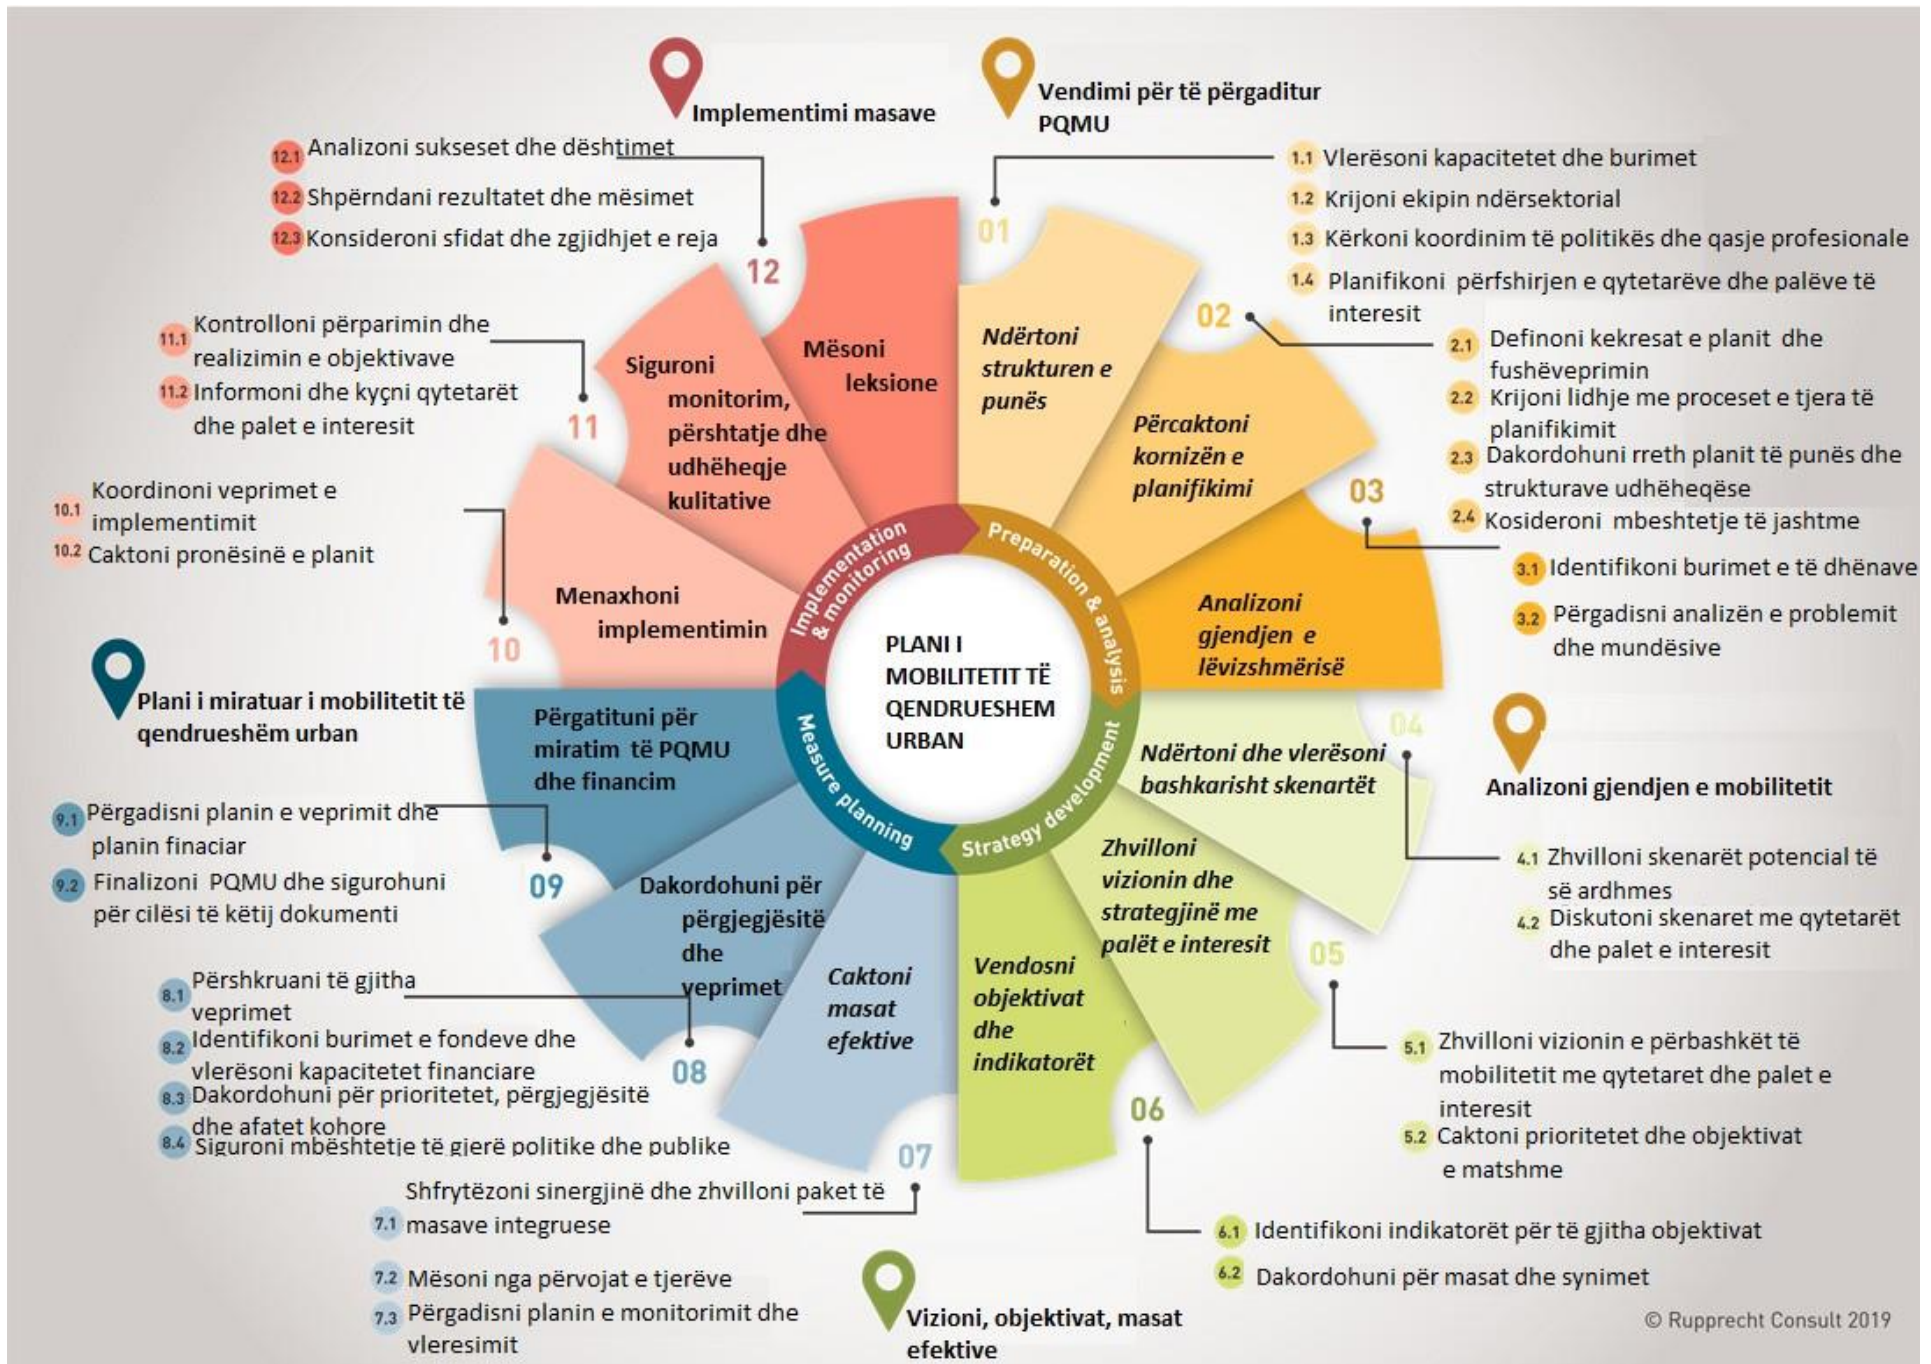 Implementimi masave
Vendimi për të përgaditur
PQMU
12.1 Analizoni sukseset dhe dështimet
12.2 Shpërndani rezultatet dhe mësimet
12.3 Konsideroni sfidat dhe zgjidhjet e reja
1.1 Vlerësoni kapacitetet dhe burimet
1.2 Krijoni ekipin ndërsektorial
1.3 Kërkoni koordinim të politikës dhe qasje profesionale
1.4 Planifikoni përfshirjen e qytetarëve dhe palëve të
interesit
2.1 Definoni kekresat e planit dhe
fushëveprimin
2.2 Krijoni lidhje me proceset e tjera të
planifikimit
2.3 Dakordohuni rreth planit të punës dhe
strukturave udhëheqëse
2.4 Kosideroni mbeshtetje të jashtme
3.1 Identifikoni burimet e të dhënave
3.2 Përgadisni analizën e problemit
dhe mundësive
Analizoni gjendjen e mobilitetit
4.1 Zhvilloni skenarët potencial të
së ardhmes
4.2 Diskutoni skenaret me qytetarët
dhe palet e interesit
5.1 Zhvilloni vizionin e përbashkët të
mobilitetit me qytetaret dhe palet e
interesit
5.2 Caktoni prioritetet dhe objektivat
e matshme
6.1 Identifikoni indikatorët për të gjitha objektivat
6.2 Dakordohuni për masat dhe synimet
Vizioni, objektivat, masat
efektive
Shfrytëzoni sinergjinë dhe zhvilloni paket të
7.1 masave integruese
7.2 Mësoni nga përvojat e tjerëve
7.3 Përgadisni planin e monitorimit dhe
vleresimit
8.1 Përshkruani të gjitha
veprimet
8.2 Identifikoni burimet e fondeve dhe
vlerësoni kapacitetet financiare
8.3 Dakordohuni për prioritetet, përgjegjësitë
dhe afatet kohore
8.4 Siguroni mbështetje të gjerë politike dhe publike
9.1 Përgadisni planin e veprimit dhe
planin finaciar
9.2 Finalizoni PQMU dhe sigurohuni
për cilësi të këtij dokumenti
Plani i miratuar i mobilitetit të
qendrueshëm urban
10.1 Koordinoni veprimet e
implementimit
10.2 Caktoni pronësinë e planit
11.1 Kontrolloni përparimin dhe
realizimin e objektivave
11.2 Informoni dhe kyçni qytetarët
dhe palet e interesit
01
Ndërtoni
strukturen e
punës
02
Përcaktoni
kornizën e
planifikimi
03
Analizoni
gjendjen e
lëvizshmërisë
04
Ndërtoni dhe vlerësoni
bashkarisht skenartët
05
Zhvilloni
vizionin dhe
strategjinë me
palët e interesit
06
Vendosni
objektivat
dhe
indikatorët
07
Caktoni
masat
efektive
08
Dakordohuni për
përgjegjësitë
dhe
veprimet
09
Përgatituni për
miratim të PQMU
dhe financim
10
Menaxhoni
implementimin
11
Siguroni
monitorim,
përshtatje dhe
udhëheqje
kulitative
12
Mësoni
leksione
Preparation & analysis
Strategy development
Measure planning
Implementation
& monitoring
PLANI I
MOBILITETIT TË
QENDRUESHEM
URBAN
© Rupprecht Consult 2019